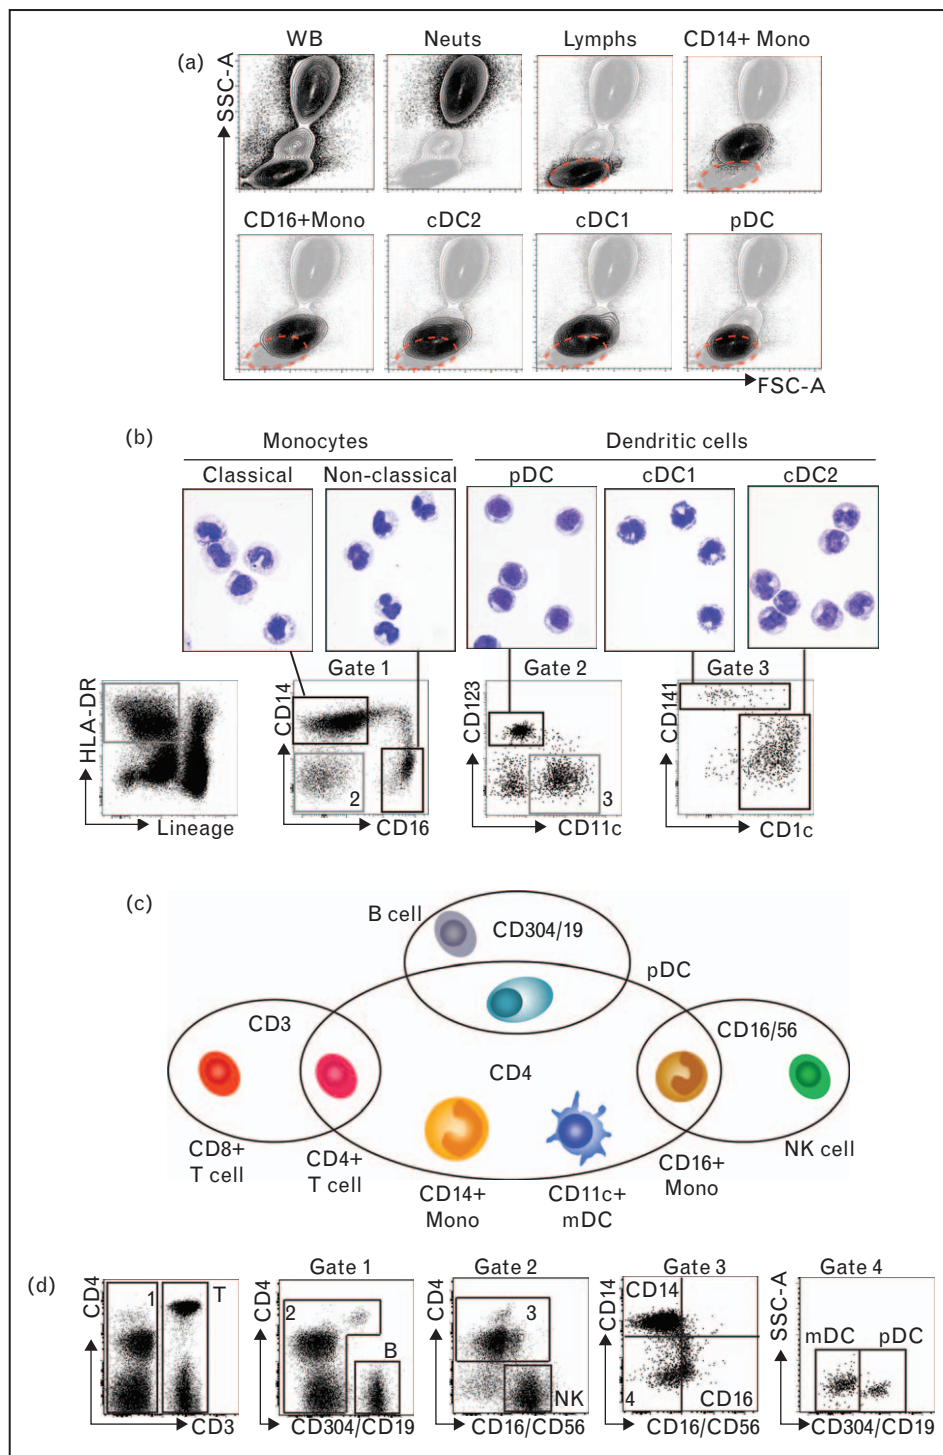 (a)
WB Neuts Lymphs CD14+ Mono
SSC-A
CD16+Mono cDC2 cDC1 pDC
FSC-A
(b)
Monocytes Dendritic cells
Classical Non-classical pDC cDC1 cDC2
Gate 1 Gate 2 Gate 3
HLA-DR CD14 CD123 CD141
2 3
Lineage CD16 CD11c CD1c
(c)
B cell CD304/19
pDC
CD3 CD16/56
CD4
CD8+
T cell
CD4+
T cell
CD14+
Mono
CD11c+
mDC
CD16+
Mono
NK cell
(d)
Gate 1 Gate 2 Gate 3 Gate 4
CD4 1 T CD4 2 B CD4 3 NK CD14 CD14 4 CD16 SSC-A mDC pDC
CD3 CD304/CD19 CD16/CD56 CD16/CD56 CD304/CD19